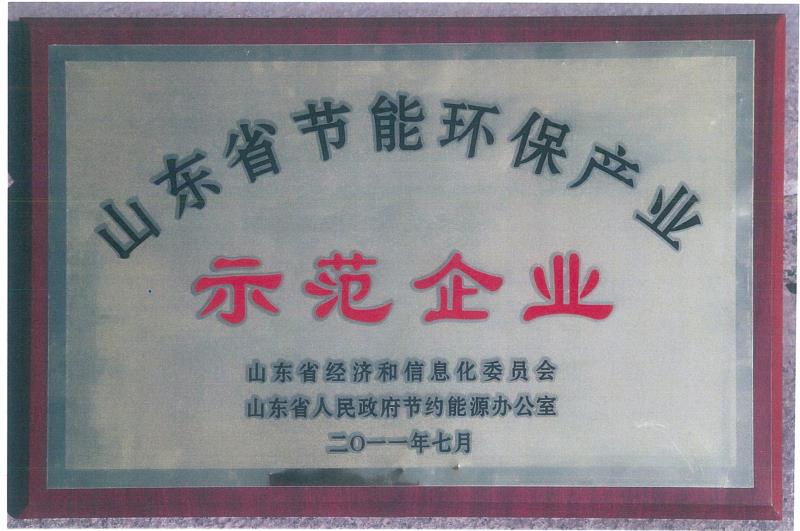 山东省节能环保产业
示范企业
山东省经济和信息化委员会
山东省人民政府节约能源办公室
二〇一一年七月